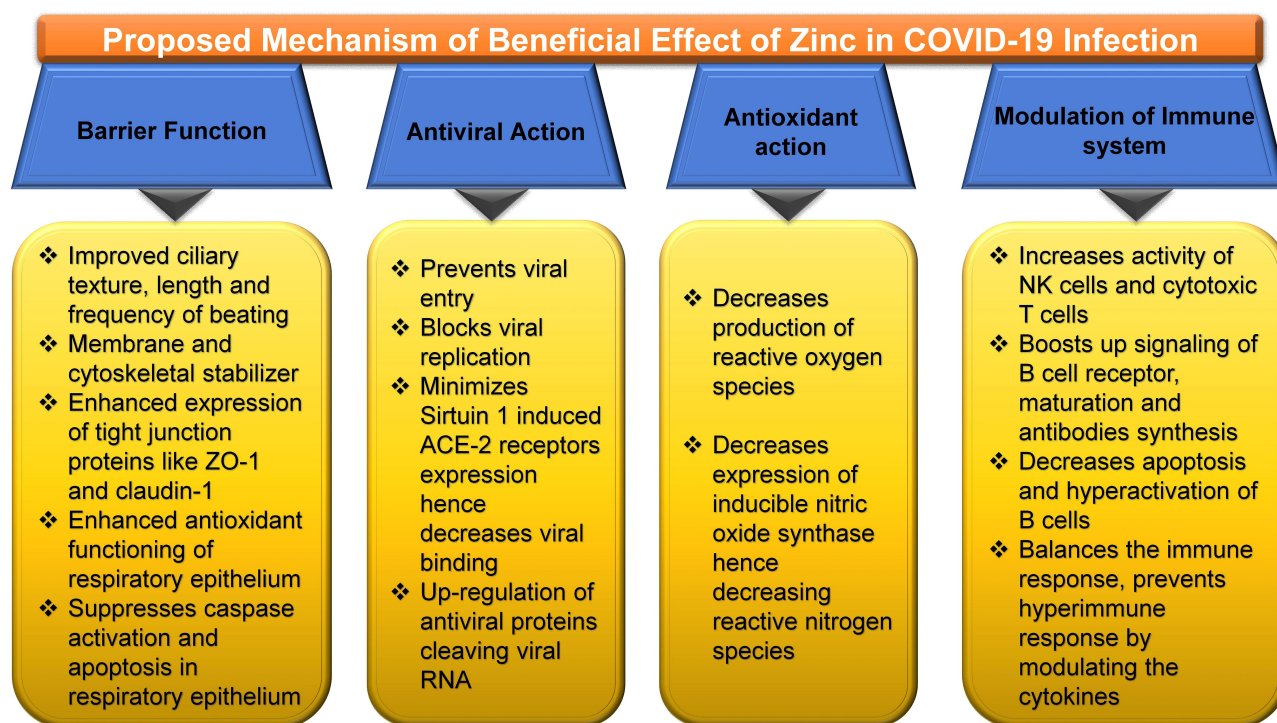 Proposed Mechanism of Beneficial Effect of Zinc in COVID-19 Infection
Barrier Function
❖ Improved ciliary
texture, length and
frequency of beating
❖ Membrane and
cytoskeletal stabilizer
❖ Enhanced expression
of tight junction
proteins like ZO-1
and claudin-1
❖ Enhanced antioxidant
functioning of
respiratory epithelium
❖ Suppresses caspase
activation and
apoptosis in
respiratory epithelium
Antiviral Action
❖ Prevents viral
entry
❖ Blocks viral
replication
❖ Minimizes
Sirtuin 1 induced
ACE-2 receptors
expression
hence
decreases viral
binding
❖ Up-regulation of
antiviral proteins
cleaving viral
RNA
Antioxidant
action
❖ Decreases
production of
reactive oxygen
species
❖ Decreases
expression of
inducible nitric
oxide synthase
hence
decreasing
reactive nitrogen
species
Modulation of Immune
system
❖ Increases activity of
NK cells and cytotoxic
T cells
❖ Boosts up signaling of
B cell receptor,
maturation and
antibodies synthesis
❖ Decreases apoptosis
and hyperactivation of
B cells
❖ Balances the immune
response, prevents
hyperimmune
response by
modulating the
cytokines